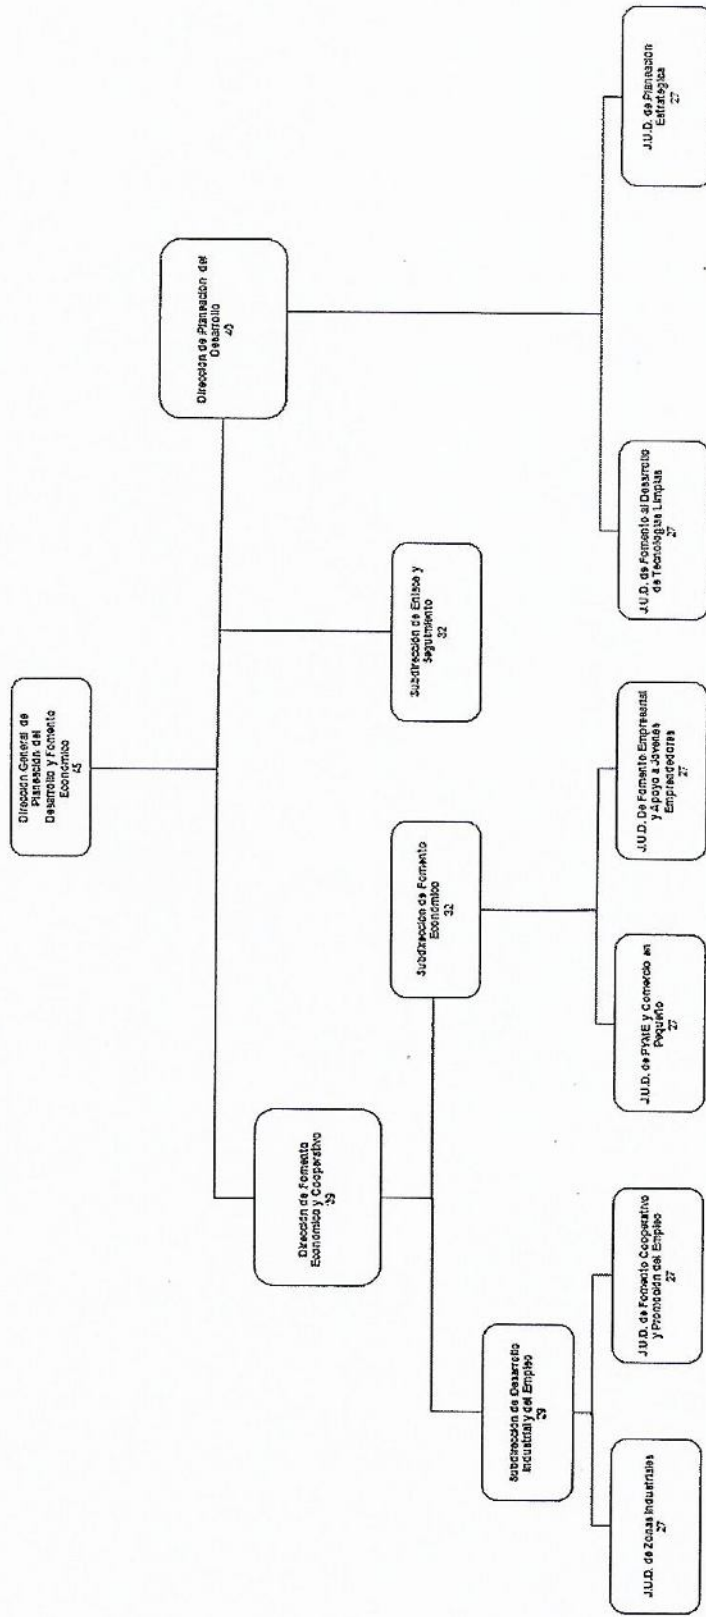 Dirección General de
Planeación del
Desarrollo y Fomento
Económico
45
Dirección de Planeación del
Desarrollo
40
Dirección de Fomento
Económico y Cooperativo
39
Subdirección de Enlace y
Seguimiento
32
Subdirección de Fomento
Económico
32
Subdirección de Desarrollo
Industrial y del Empleo
29
J.U.D. de Zonas Industriales
27
J.U.D. de Fomento Cooperativo
y Promoción del Empleo
27
J.U.D. de PYME y Comercio en
Pequeño
27
J.U.D. De Fomento Empresarial
y Apoyo a Jovenes
Emprendedores
27
J.U.D. de Fomento al Desarrollo
de Tecnologías Limpias
27
J.U.D. de Planeación
Estrategica
27